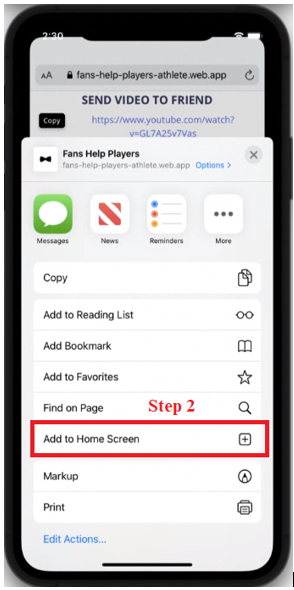 2:30
AA fans-help-players-athlete.web.app
SEND VIDEO TO FRIEND
Copy
https://www.youtube.com/watch?
v=GL7A25v7Vas
Fans Help Players
fans-help-players-athlete.web.app Options >
Messages News Reminders More
Copy
Add to Reading List
Add Bookmark
Add to Favorites
Find on Page
Step 2
Add to Home Screen
Markup
Print
Edit Actions...